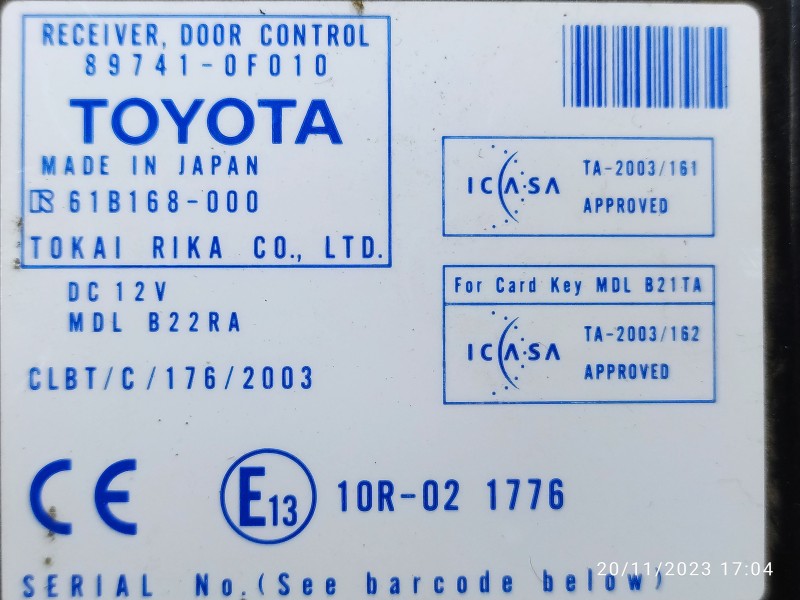 RECEIVER, DOOR CONTROL
89741-0F010
TOYOTA
MADE IN JAPAN
61B168-000
TOKAI RIKA CO., LTD.
DC 12V
MDL B22RA
CLBT/C/176/2003
ICASA
TA-2003/161
APPROVED
For Card Key MDL B21TA
ICASA
TA-2003/162
APPROVED
CE
E13
10R-02 1776
SERIAL No.(See barcode below)
20/11/2023 17:04